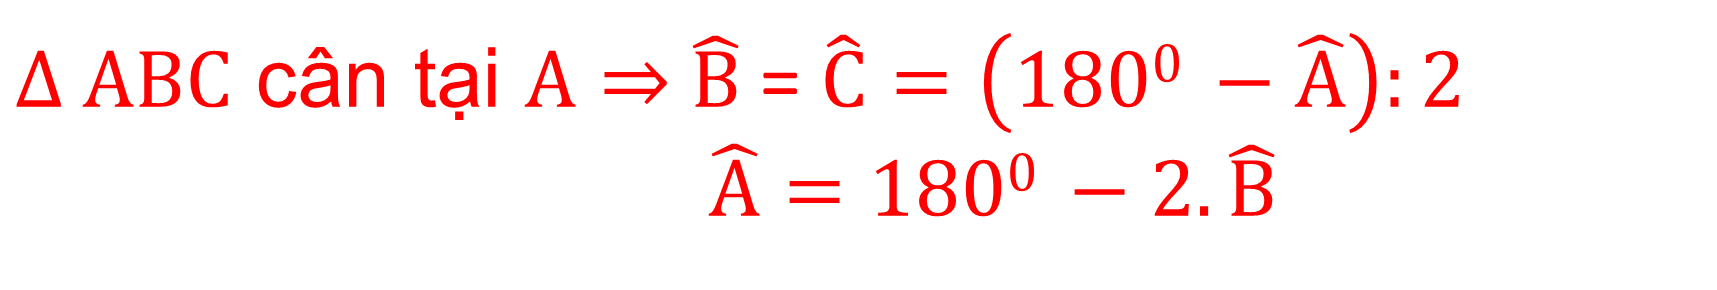 Δ ABC cân tại A ⇒ B̂ = Ĉ = (180⁰ − Â): 2
Â = 180⁰ − 2. B̂